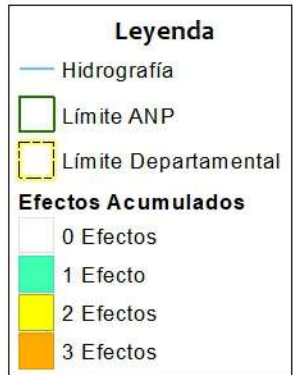 Leyenda
Hidrografía
Límite ANP
Límite Departamental
Efectos Acumulados
0 Efectos
1 Efecto
2 Efectos
3 Efectos